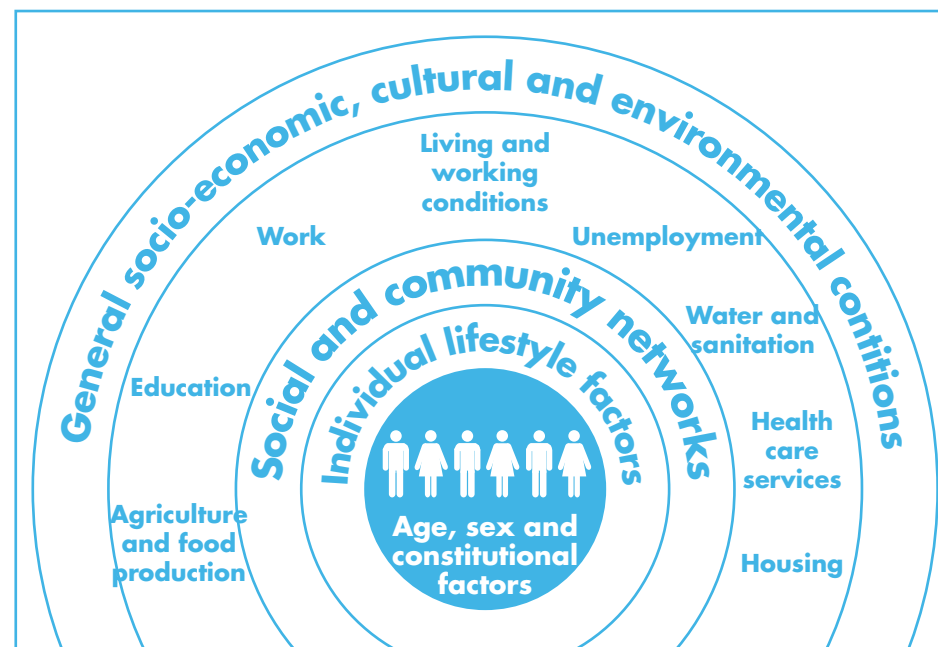 General socio-economic, cultural and environmental contitions
Living and
working
conditions
Work
Unemployment
Social and community networks
Water and
sanitation
Individual lifestyle factors
Education
Health
care
services
Agriculture
and food
production
Age, sex and
constitutional
factors
Housing